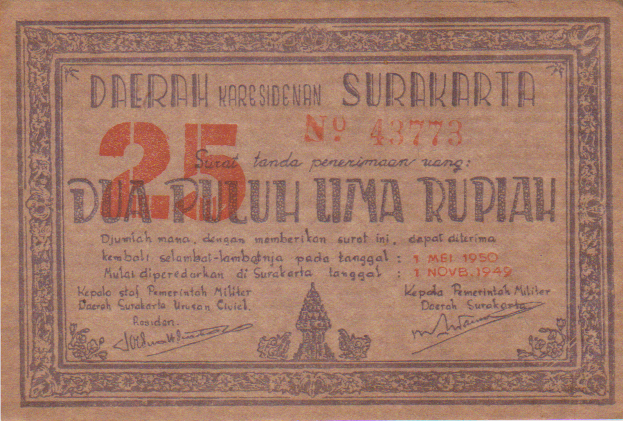 DAERAH KARESIDENAN SURAKARTA
25
No 43773
Surat tanda penerimaan uang:
DUA PULUH LIMA RUPIAH
Djumlah mana, dengan memberikan surat ini, dapat diterima
kembali selambat-lambatnja pada tanggal : 1 MEI 1950
Mulai diperedarkan di Surakarta tanggal : 1 NOVB. 1949
Kepala staf Pemerintah Militer
Daerah Surakarta Urusan Civiel.
Residen.
Kepala Pemerintah Militer
Daerah Surakarta